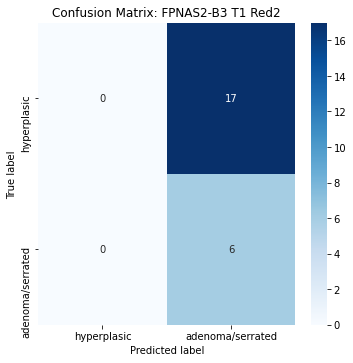 Confusion Matrix: FPNAS2-B3 T1 Red2
True label
hyperplasic
adenoma/serrated
0
17
0
6
hyperplasic
adenoma/serrated
Predicted label
16
14
12
10
8
6
4
2
0